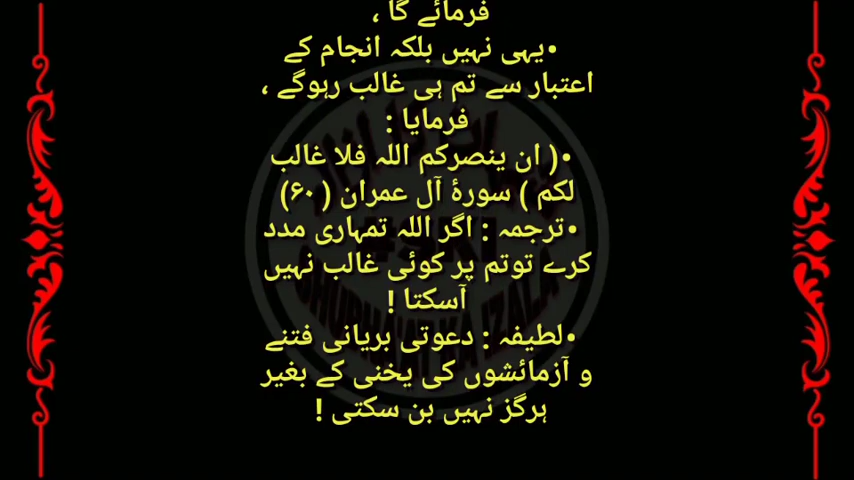 فرمائے گا ،
•یہی نہیں بلکہ انجام کے
اعتبار سے تم ہی غالب رہوگے ،
فرمایا :
•( ان ینصرکم اللہ فلا غالب
لکم ) سورۂ آل عمران ( ۶۰)
•ترجمہ : اگر اللہ تمہاری مدد
کرے توتم پر کوئی غالب نہیں
آسکتا !
•لطیفہ : دعوتی بریانی فتنے
و آزمائشوں کی یخنی کے بغیر
ہرگز نہیں بن سکتی !